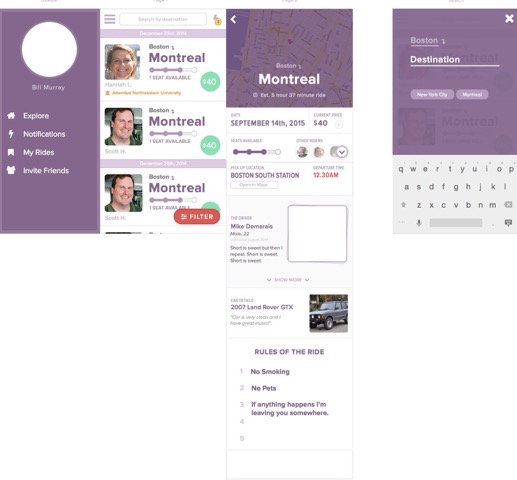 Bill Murray
Explore
Notifications
My Rides
Invite Friends
Search by destination
December 23rd, 2014
Boston
Montreal
1 SEAT AVAILABLE
$40
Hannah L.
Attended Northwestern University
Boston
Montreal
1 SEAT AVAILABLE
$40
Scott H.
December 24th, 2014
Boston
Montreal
1 SEAT AVAILABLE
Scott H.
FILTER
Boston
Montreal
Est. 5 hour 37 minute ride
DATE
SEPTEMBER 14th, 2015
CURRENT PRICE
$40
SEATS AVAILABLE
OTHER RIDERS
PICK UP LOCATION
BOSTON SOUTH STATION
Open in Maps
DEPARTURE TIME
12.30AM
THE DRIVER
Mike Demarais
Male, 22
Short is sweet but then I
repeat. Short is sweet.
Short is sweet.
SHOW MORE
CAR DETAILS
2007 Land Rover GTX
"Car is very clean and I
have great music"
RULES OF THE RIDE
1 No Smoking
2 No Pets
3 If anything happens I'm
leaving you somewhere.
4
5
Boston
Destination
New York City
Montreal
q w e r t y u i o p
a s d f g h j k l
z x c v b n m